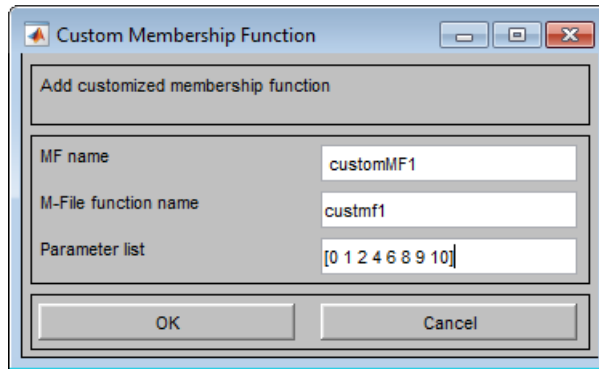 Custom Membership Function
Add customized membership function
MF name customMF1
M-File function name custmf1
Parameter list [0 1 2 4 6 8 9 10]
OK Cancel